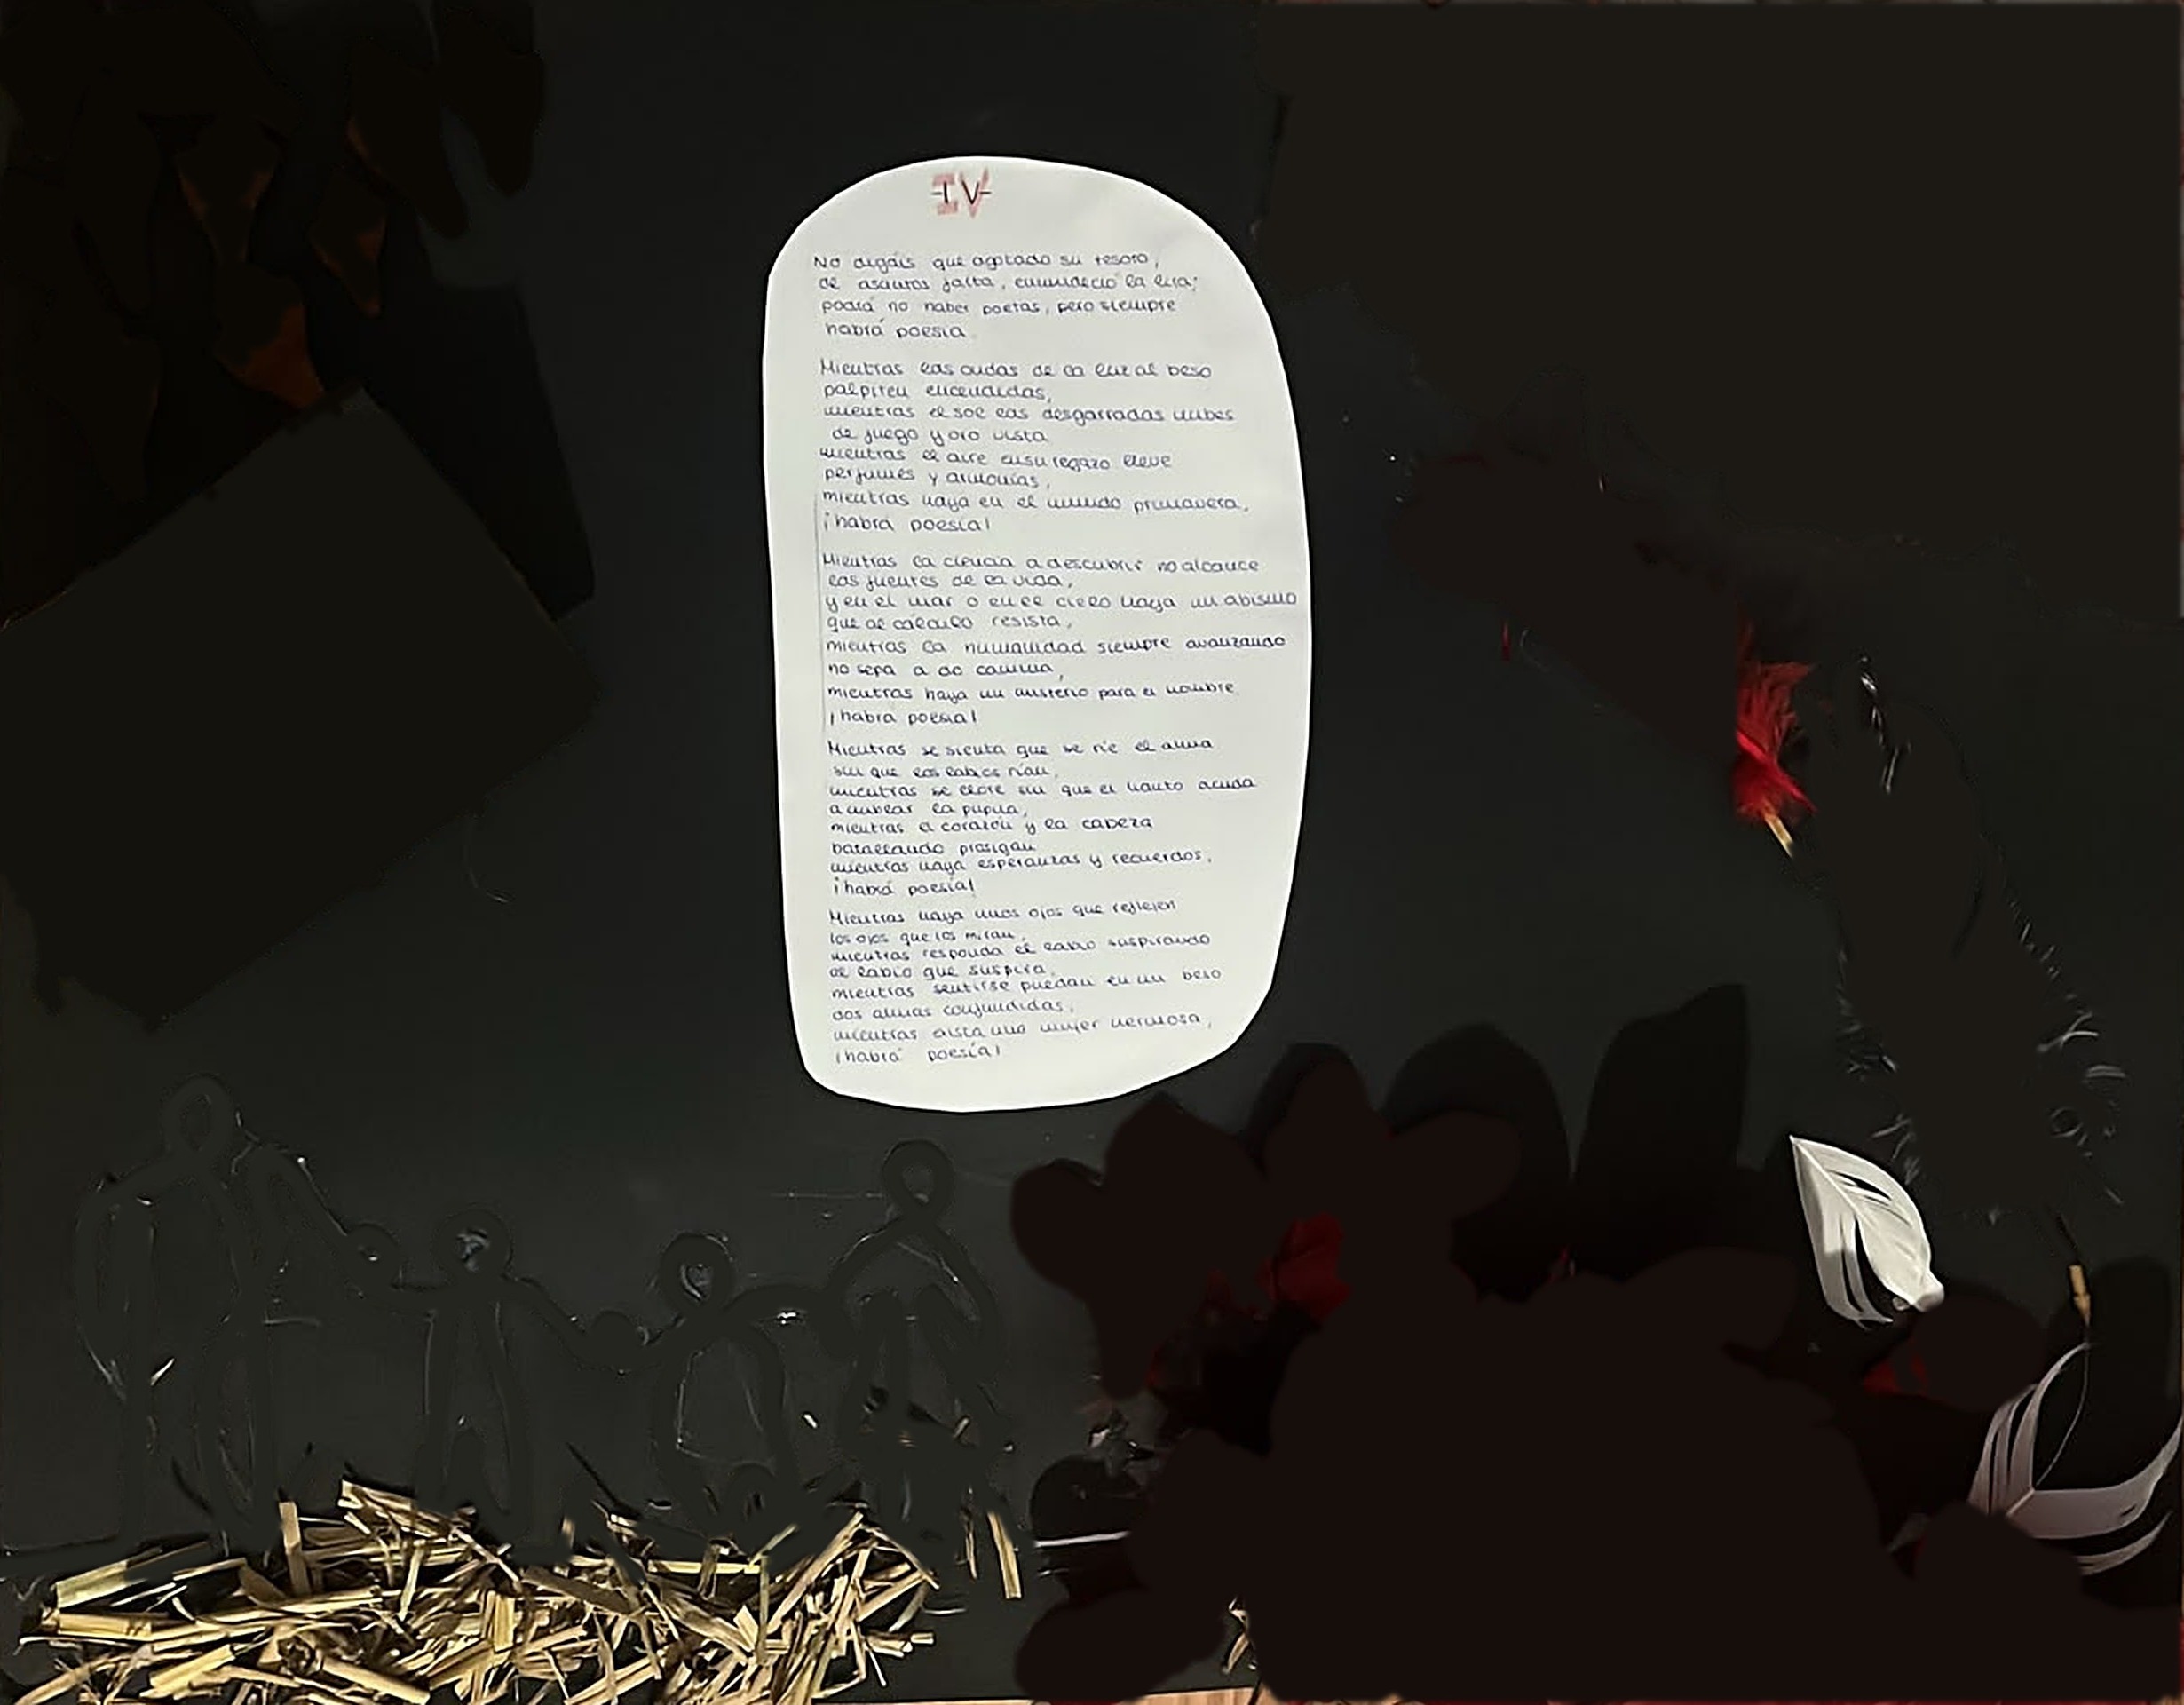 IV
No digáis que agotado su tesoro,
de asuntos falta, enmudeció la lira;
podrá no haber poetas, pero siempre
habrá poesía.
Mientras las ondas de la luz al beso
palpiten encendidas,
mientras el sol las desgarradas nubes
de fuego y oro vista
mientras el aire en su regazo lleve
perfumes y armonías,
mientras haya en el mundo primavera,
¡habrá poesía!
Mientras la ciencia a descubrir no alcance
las fuentes de la vida,
y en el mar o en el cielo haya un abismo
que al cálculo resista,
mientras la humanidad siempre avanzando
no sepa a do camina,
mientras haya un misterio para el hombre
¡habrá poesía!
Mientras se sienta que se ríe el alma
sin que los labios rían,
mientras se llore sin que el llanto acuda
a nublar la pupila,
mientras el corazón y la cabeza
batallando prosigan
mientras haya esperanzas y recuerdos,
¡habrá poesía!
Mientras haya unos ojos que reflejen
los ojos que los miran,
mientras responda el labio suspirando
al labio que suspira,
mientras sentirse puedan en un beso
dos almas confundidas,
mientras exista una mujer hermosa,
¡habrá poesía!